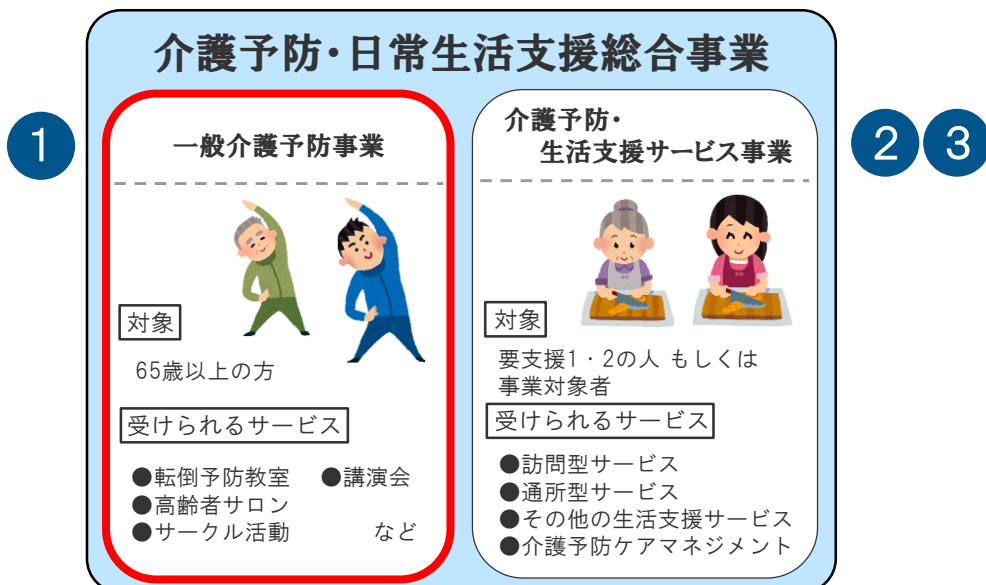 介護予防・日常生活支援総合事業
1
一般介護予防事業
対象
65歳以上の方
受けられるサービス
●転倒予防教室　●講演会
●高齢者サロン
●サークル活動　など
介護予防・
生活支援サービス事業
2 3
対象
要支援1・2の人 もしくは
事業対象者
受けられるサービス
●訪問型サービス
●通所型サービス
●その他の生活支援サービス
●介護予防ケアマネジメント